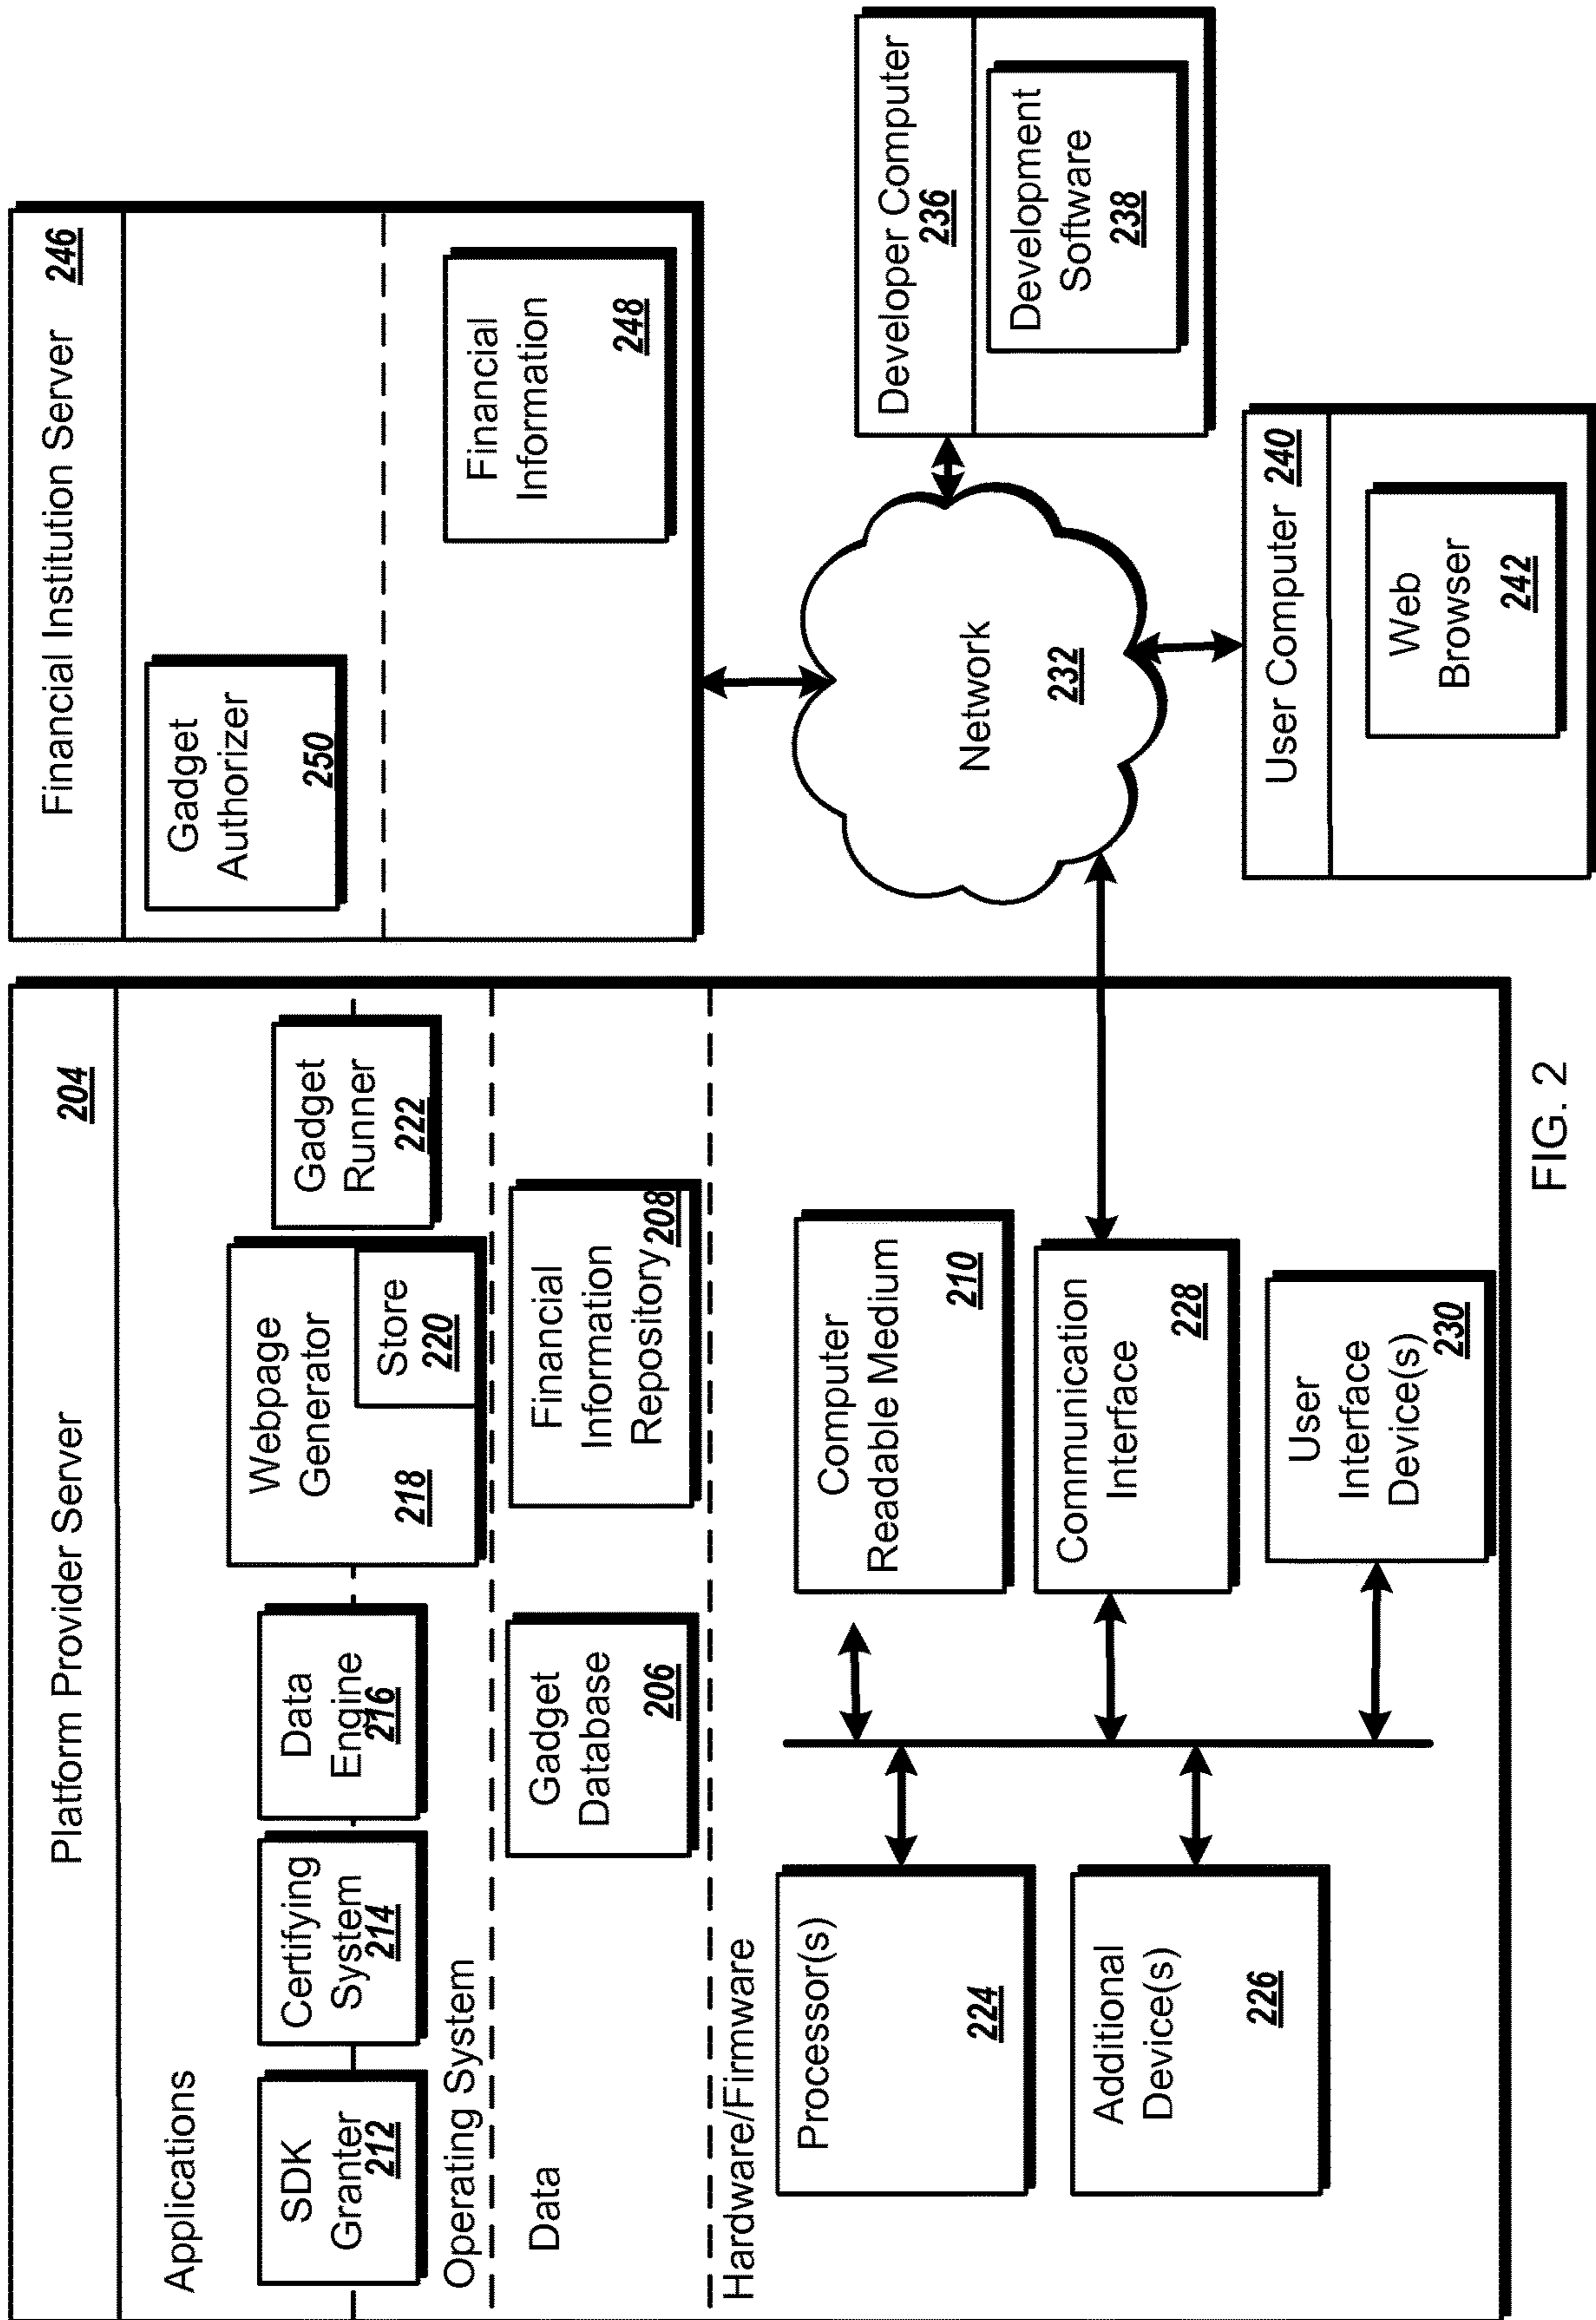 Platform Provider Server
204
Applications
SDK
Granter
212
Certifying
System
214
Data
Engine
216
Webpage
Generator
218
Store
220
Gadget
Runner
222
Operating System
Data
Gadget
Database
206
Financial
Information
Repository
208
Hardware/Firmware
Processor(s)
224
Additional
Device(s)
226
Computer
Readable Medium
210
Communication
Interface
228
User
Interface
Device(s)
230
Financial Institution Server 246
Gadget
Authorizer
250
Financial
Information
248
Network
232
Developer Computer
236
Development
Software
238
User Computer 240
Web
Browser
242
FIG. 2